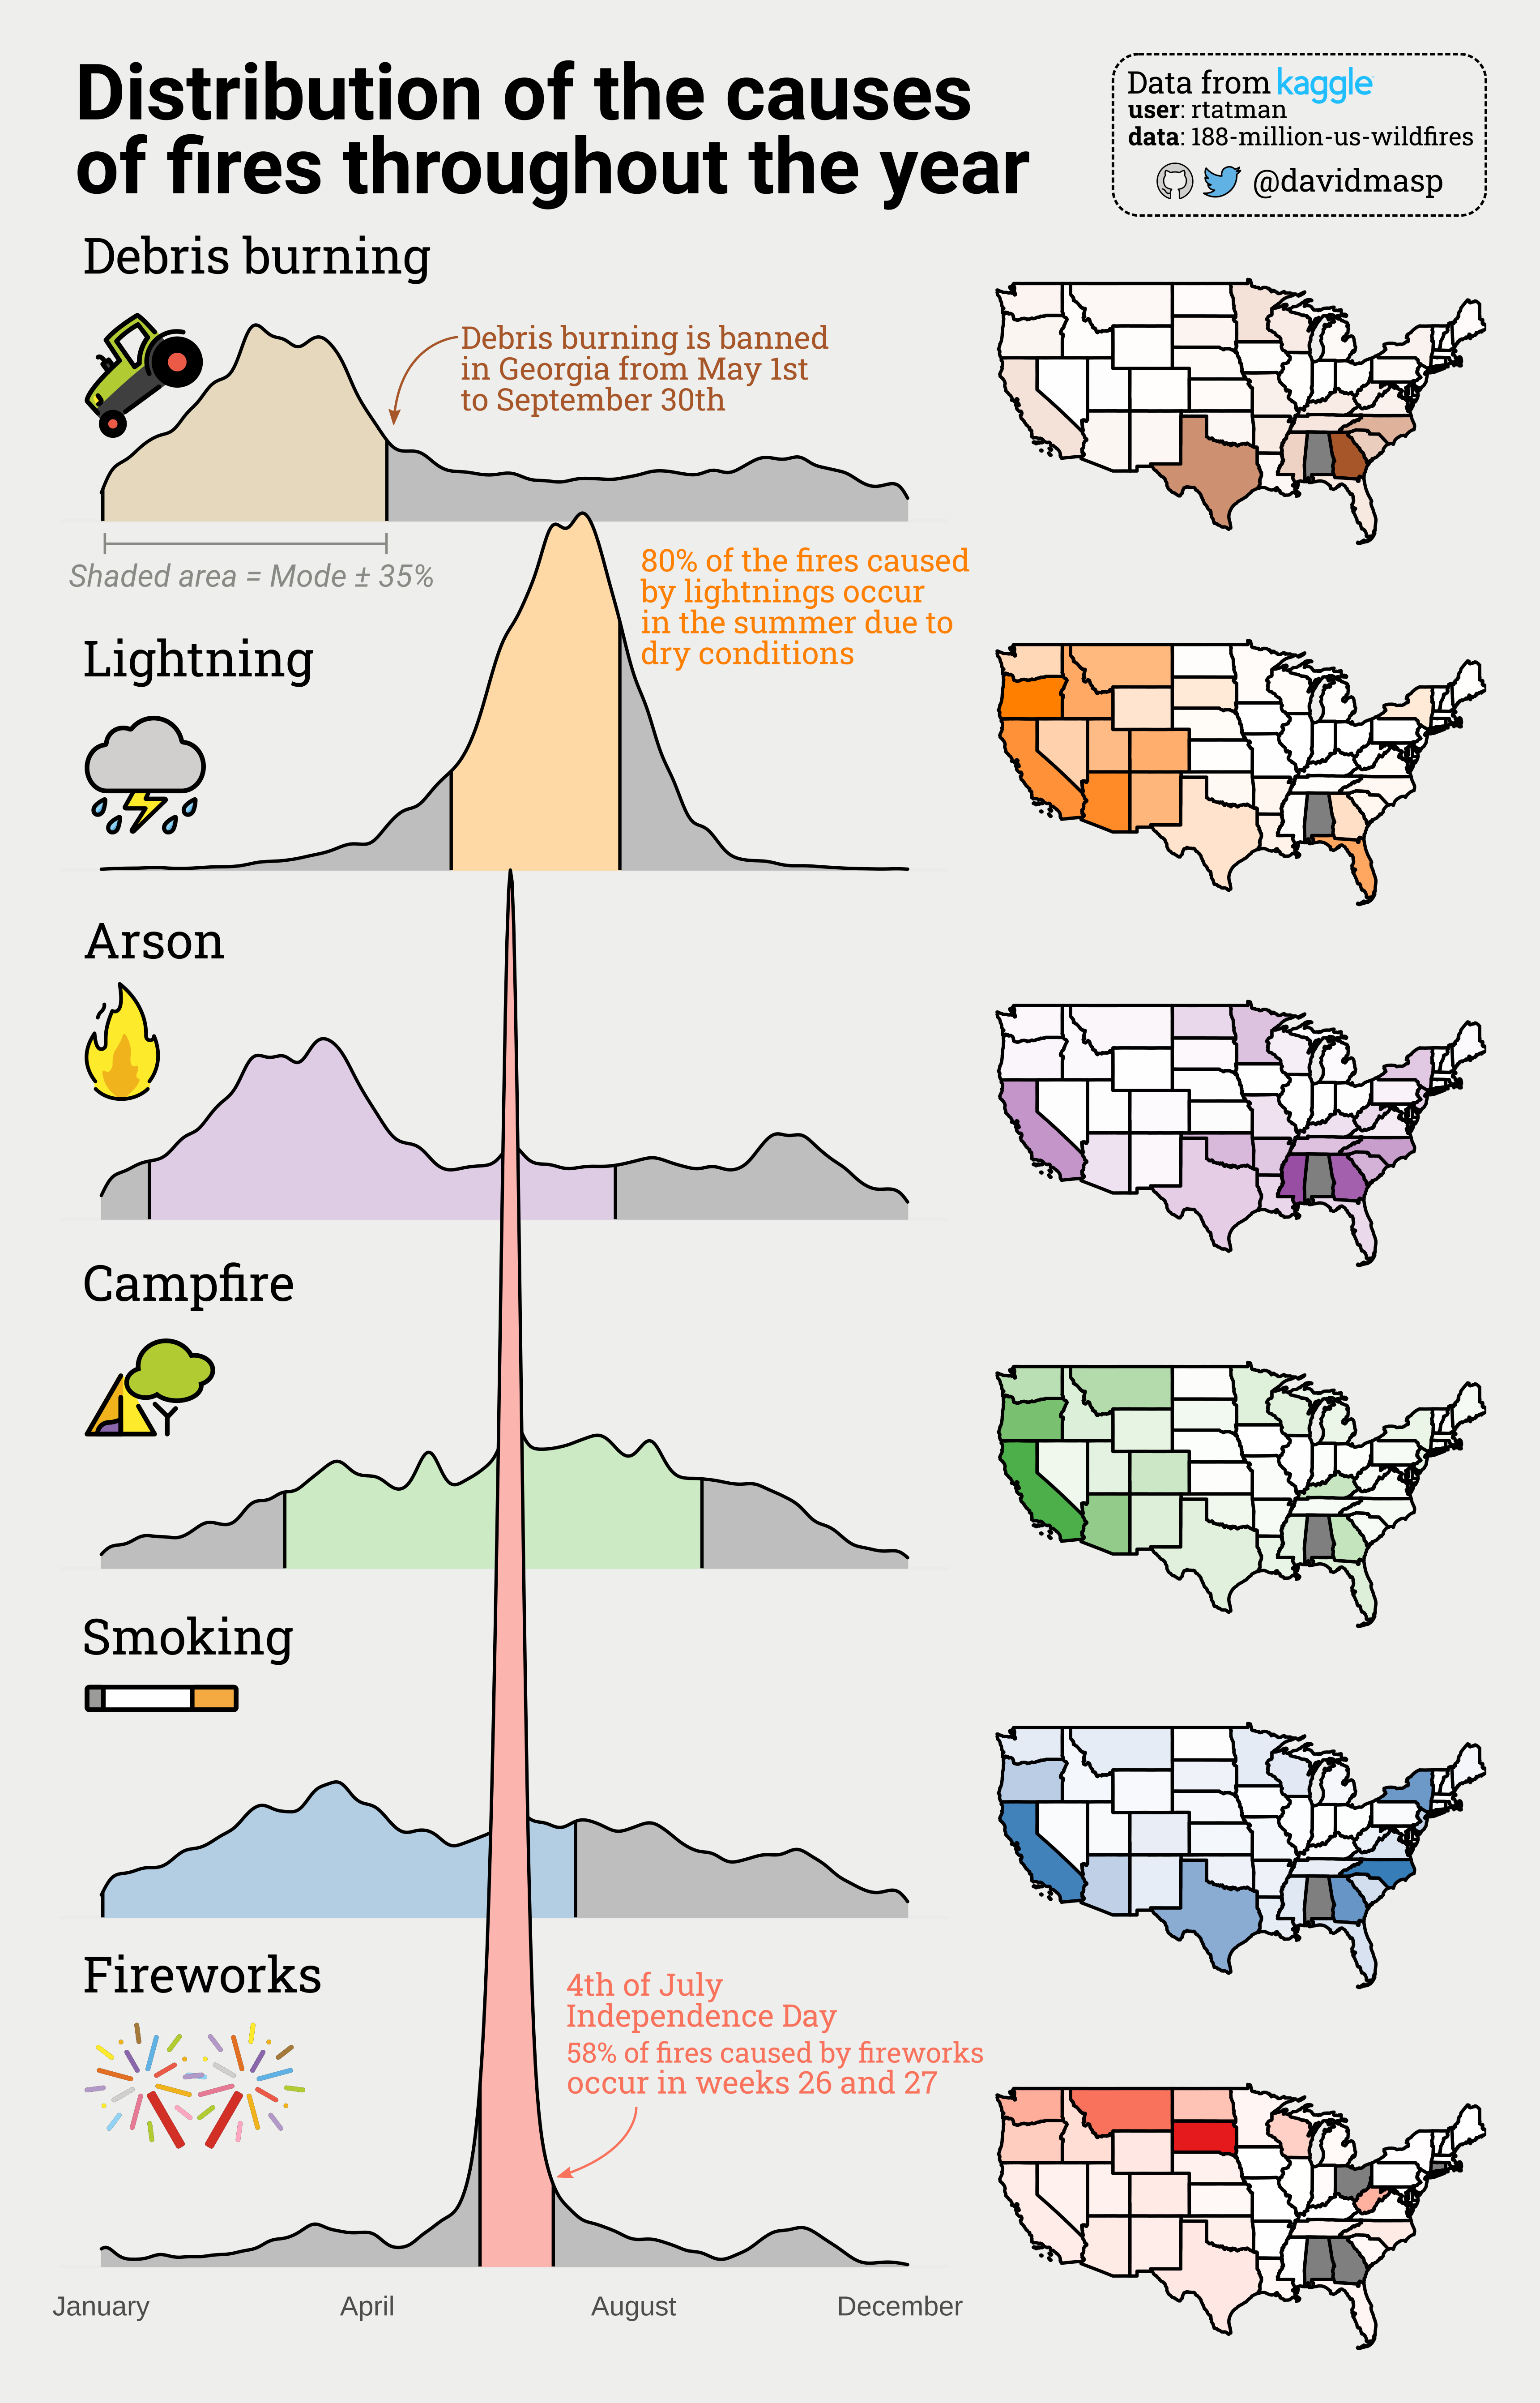 Distribution of the causes
of fires throughout the year
Data from kaggle
user: rtatman
data: 188-million-us-wildfires
@davidmasp
Debris burning
Debris burning is banned
in Georgia from May 1st
to September 30th
Shaded area = Mode ± 35%
80% of the fires caused
by lightnings occur
in the summer due to
dry conditions
Lightning
Arson
Campfire
Smoking
Fireworks
4th of July
Independence Day
58% of fires caused by fireworks
occur in weeks 26 and 27
January
April
August
December